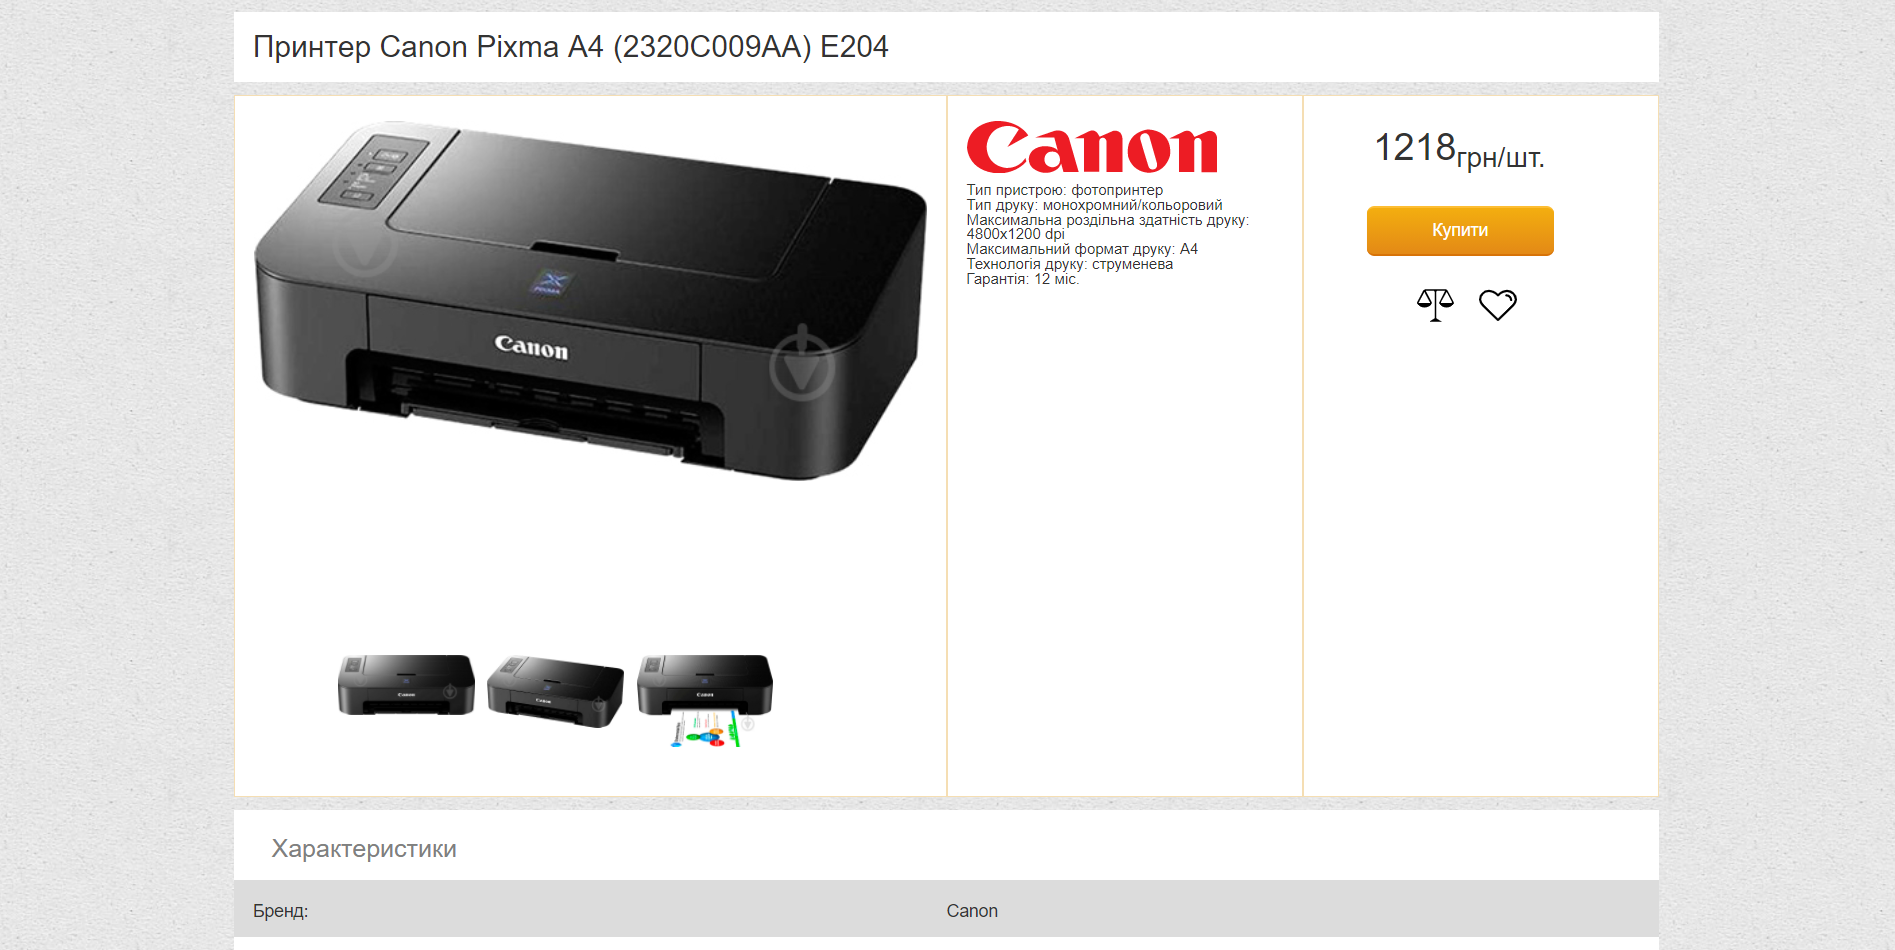 Принтер Canon Pixma A4 (2320C009AA) E204
Canon
PIXMA
Canon
Тип пристрою: фотопринтер
Тип друку: монохромний/кольоровий
Максимальна роздільна здатність друку:
4800x1200 dpi
Максимальний формат друку: A4
Технологія друку: струменева
Гарантія: 12 міс.
1218грн/шт.
Купити
Canon
Canon
Canon
Характеристики
Бренд:
Canon